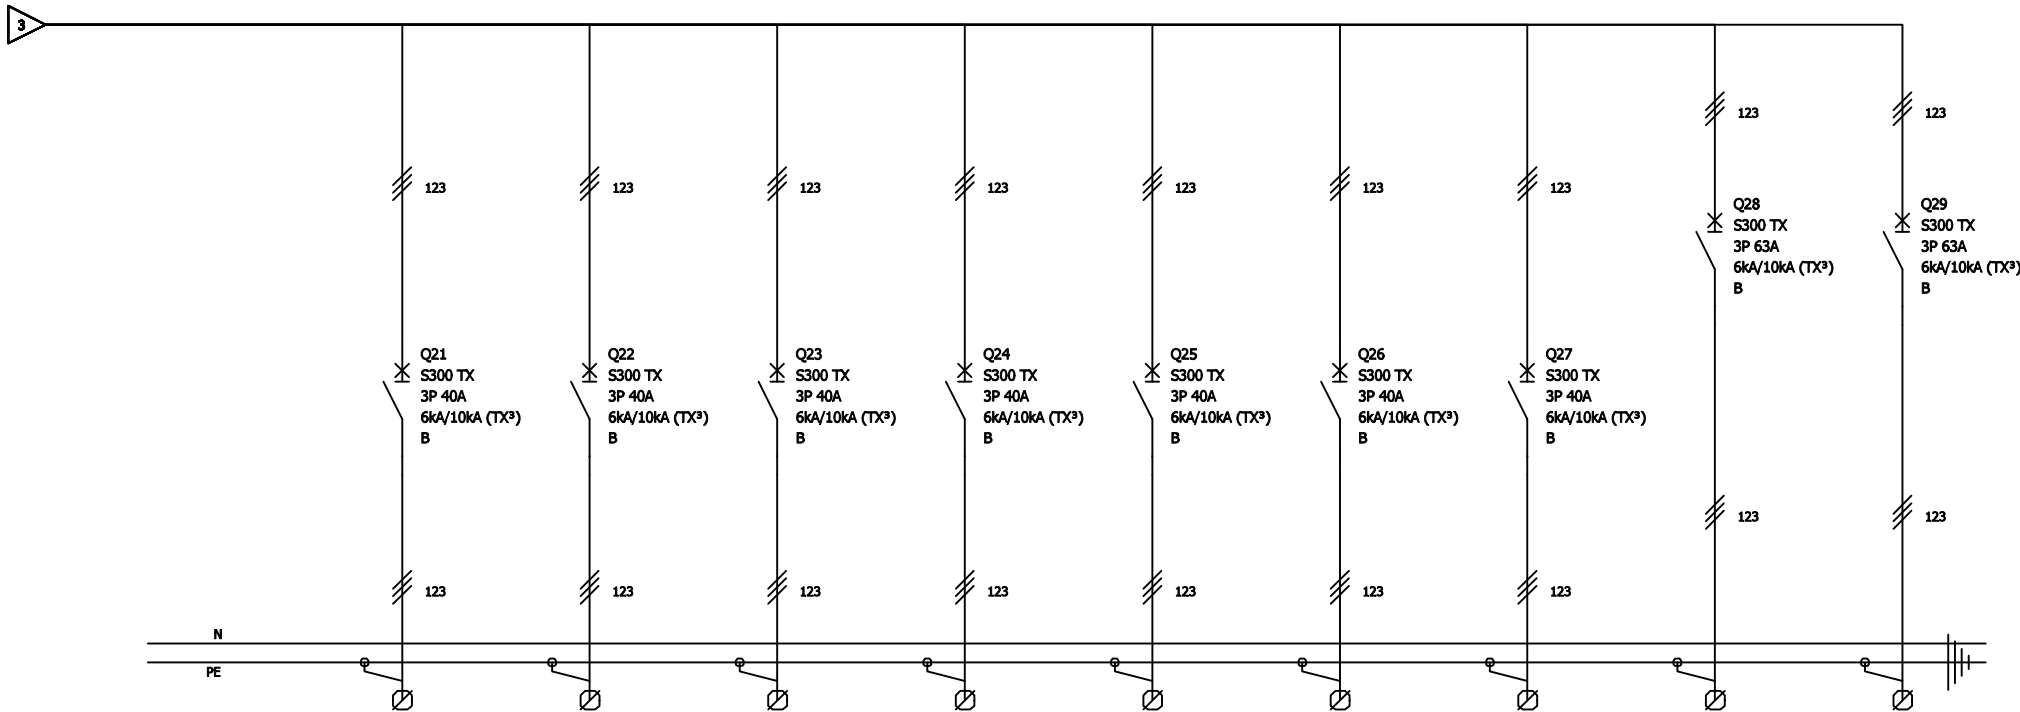 3
123
123
123
123
123
123
123
123
123
Q28
S300 TX
3P 63A
6kA/10kA (TX³)
B
Q29
S300 TX
3P 63A
6kA/10kA (TX³)
B
Q21
S300 TX
3P 40A
6kA/10kA (TX³)
B
Q22
S300 TX
3P 40A
6kA/10kA (TX³)
B
Q23
S300 TX
3P 40A
6kA/10kA (TX³)
B
Q24
S300 TX
3P 40A
6kA/10kA (TX³)
B
Q25
S300 TX
3P 40A
6kA/10kA (TX³)
B
Q26
S300 TX
3P 40A
6kA/10kA (TX³)
B
Q27
S300 TX
3P 40A
6kA/10kA (TX³)
B
123
123
123
123
123
123
123
123
123
N
PE